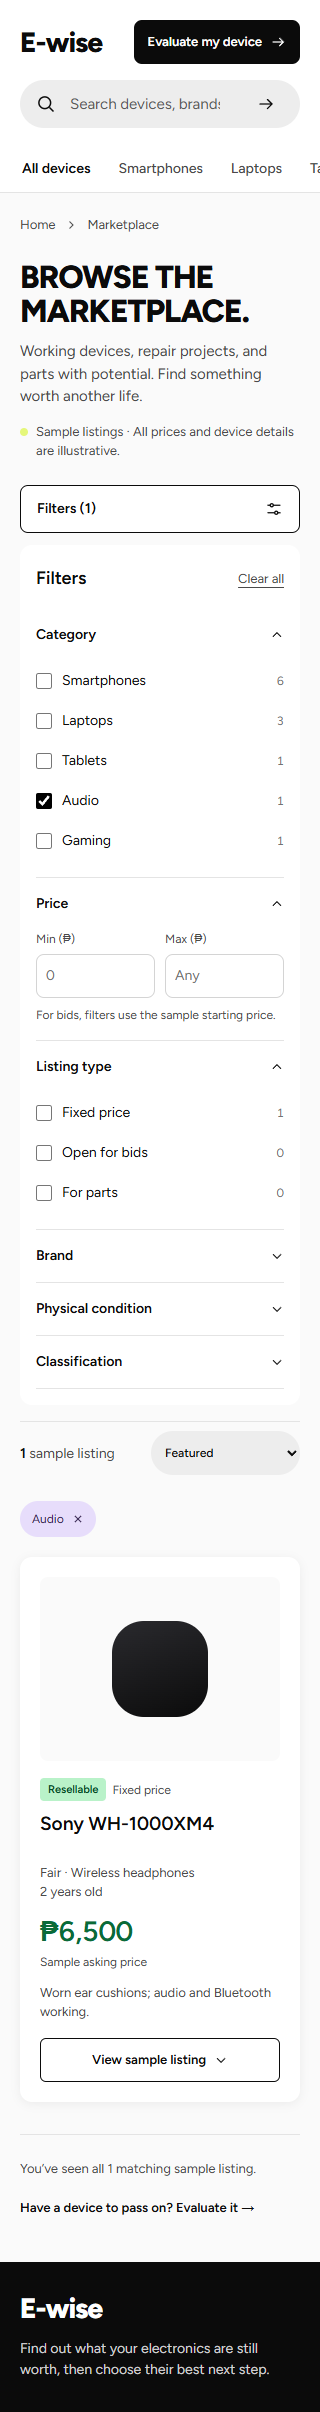 E-wise
Evaluate my device →
Search devices, brands
All devices Smartphones Laptops
Home > Marketplace
BROWSE THE
MARKETPLACE.
Working devices, repair projects, and
parts with potential. Find something
worth another life.
Sample listings · All prices and device details
are illustrative.
Filters (1)
Filters Clear all
Category
Smartphones 6
Laptops 3
Tablets 1
Audio 1
Gaming 1
Price
Min (₱) Max (₱)
0 Any
For bids, filters use the sample starting price.
Listing type
Fixed price 1
Open for bids 0
For parts 0
Brand
Physical condition
Classification
1 sample listing Featured
Audio ×
Resellable Fixed price
Sony WH-1000XM4
Fair · Wireless headphones
2 years old
₱6,500
Sample asking price
Worn ear cushions; audio and Bluetooth
working.
View sample listing
You've seen all 1 matching sample listing.
Have a device to pass on? Evaluate it →
E-wise
Find out what your electronics are still
worth, then choose their best next step.